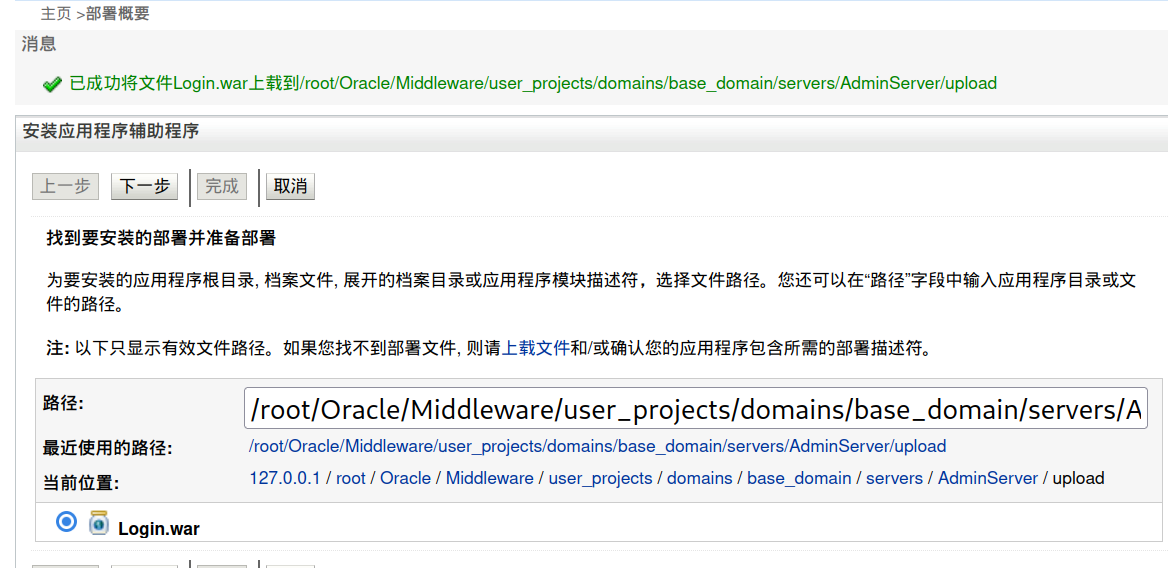 主页 >部署概要
消息
已成功将文件Login.war上载到/root/Oracle/Middleware/user_projects/domains/base_domain/servers/AdminServer/upload
安装应用程序辅助程序
上一步 下一步 完成 取消
找到要安装的部署并准备部署
为要安装的应用程序根目录, 档案文件, 展开的档案目录或应用程序模块描述符，选择文件路径。您还可以在“路径”字段中输入应用程序目录或文
件的路径。
注: 以下只显示有效文件路径。如果您找不到部署文件, 则请上载文件和/或确认您的应用程序包含所需的部署描述符。
路径: /root/Oracle/Middleware/user_projects/domains/base_domain/servers/A
最近使用的路径: /root/Oracle/Middleware/user_projects/domains/base_domain/servers/AdminServer/upload
当前位置: 127.0.0.1 / root / Oracle / Middleware / user_projects / domains / base_domain / servers / AdminServer / upload
Login.war